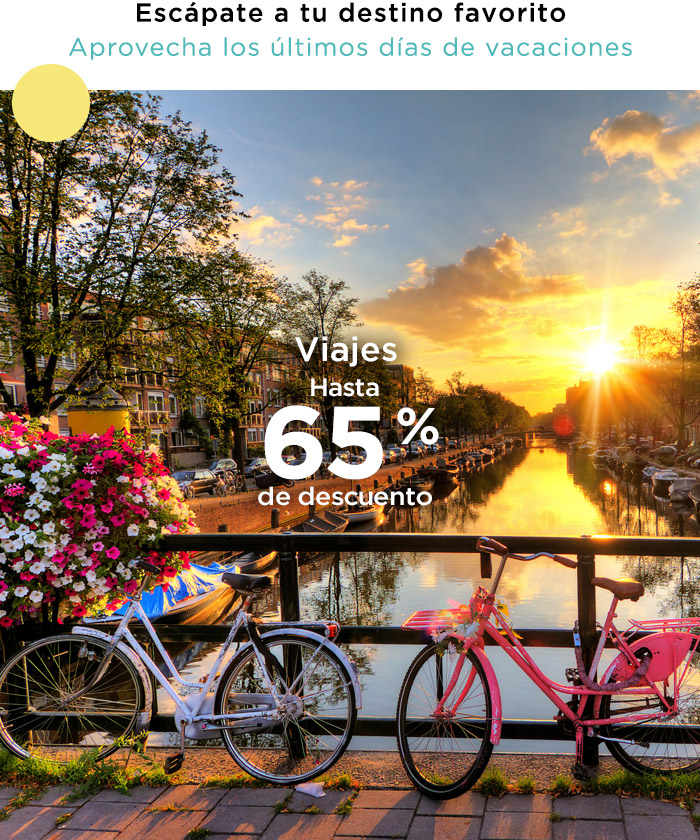 Escápate a tu destino favorito
Aprovecha los últimos días de vacaciones
Viajes
Hasta
65%
de descuento